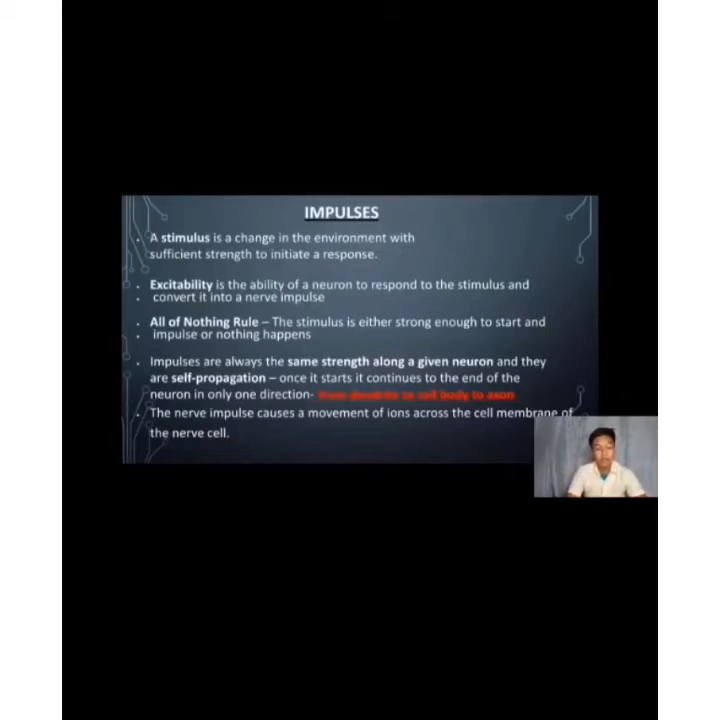 IMPULSES
. A stimulus is a change in the environment with
sufficient strength to initiate a response.
. Excitability is the ability of a neuron to respond to the stimulus and
. convert it into a nerve impulse
. All of Nothing Rule – The stimulus is either strong enough to start and
. impulse or nothing happens
. Impulses are always the same strength along a given neuron and they
are self-propagation – once it starts it continues to the end of the
neuron in only one direction- from dendrite to cell body to axon
. The nerve impulse causes a movement of ions across the cell membrane of
the nerve cell.